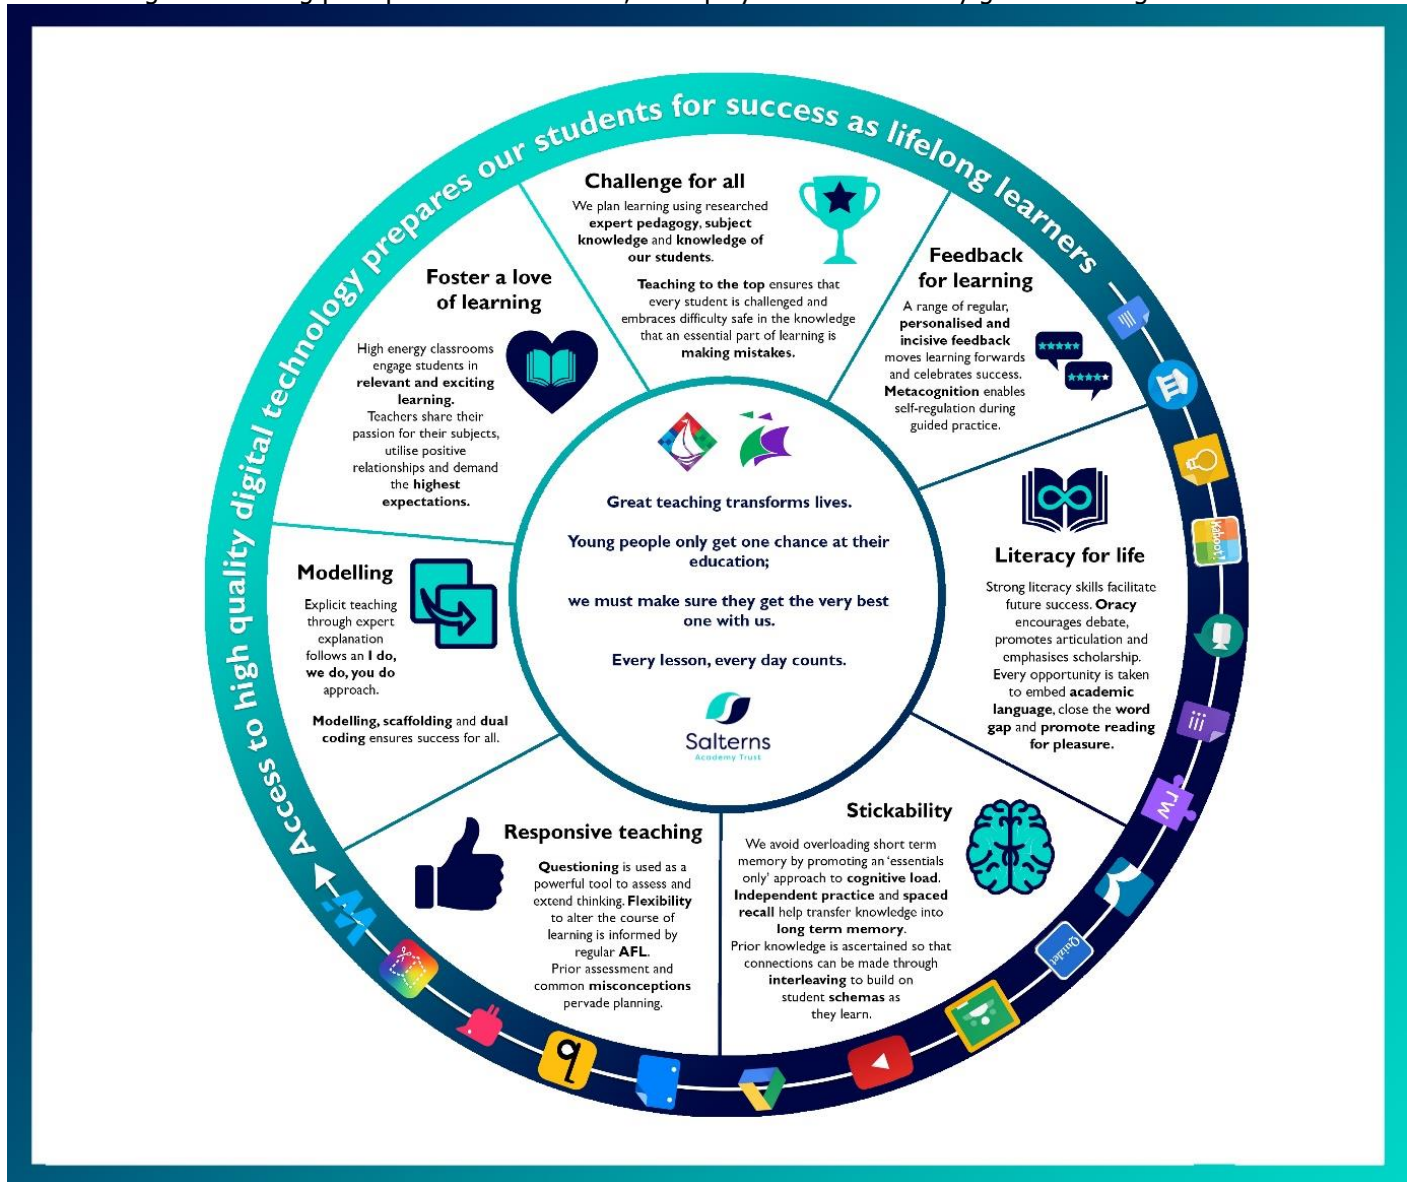 Access to high quality digital technology prepares our students for success as lifelong learners
Challenge for all
We plan learning using researched
expert pedagogy, subject
knowledge and knowledge of
our students.
Teaching to the top ensures that
every student is challenged and
embraces difficulty safe in the knowledge
that an essential part of learning is
making mistakes.
Feedback
for learning
A range of regular,
personalised and
incisive feedback
moves learning forwards
and celebrates success.
Metacognition enables
self-regulation during
guided practice.
Literacy for life
Strong literacy skills facilitate
future success. Oracy
encourages debate,
promotes articulation and
emphasises scholarship.
Every opportunity is taken
to embed academic
language, close the word
gap and promote reading
for pleasure.
Stickability
We avoid overloading short term
memory by promoting an ‘essentials
only’ approach to cognitive load.
Independent practice and spaced
recall help transfer knowledge into
long term memory.
Prior knowledge is ascertained so that
connections can be made through
interleaving to build on
student schemas as
they learn.
Responsive teaching
Questioning is used as a
powerful tool to assess and
extend thinking. Flexibility
to alter the course of
learning is informed by
regular AFL.
Prior assessment and
common misconceptions
pervade planning.
Modelling
Explicit teaching
through expert
explanation
follows an I do,
we do, you do
approach.
Modelling, scaffolding and dual
coding ensures success for all.
Foster a love
of learning
High energy classrooms
engage students in
relevant and exciting
learning.
Teachers share their
passion for their subjects,
utilise positive
relationships and demand
the highest
expectations.
Great teaching transforms lives.
Young people only get one chance at their
education;
we must make sure they get the very best
one with us.
Every lesson, every day counts.
Salterns
Academy Trust
Kahoot!
rw
Quizlet
q
W